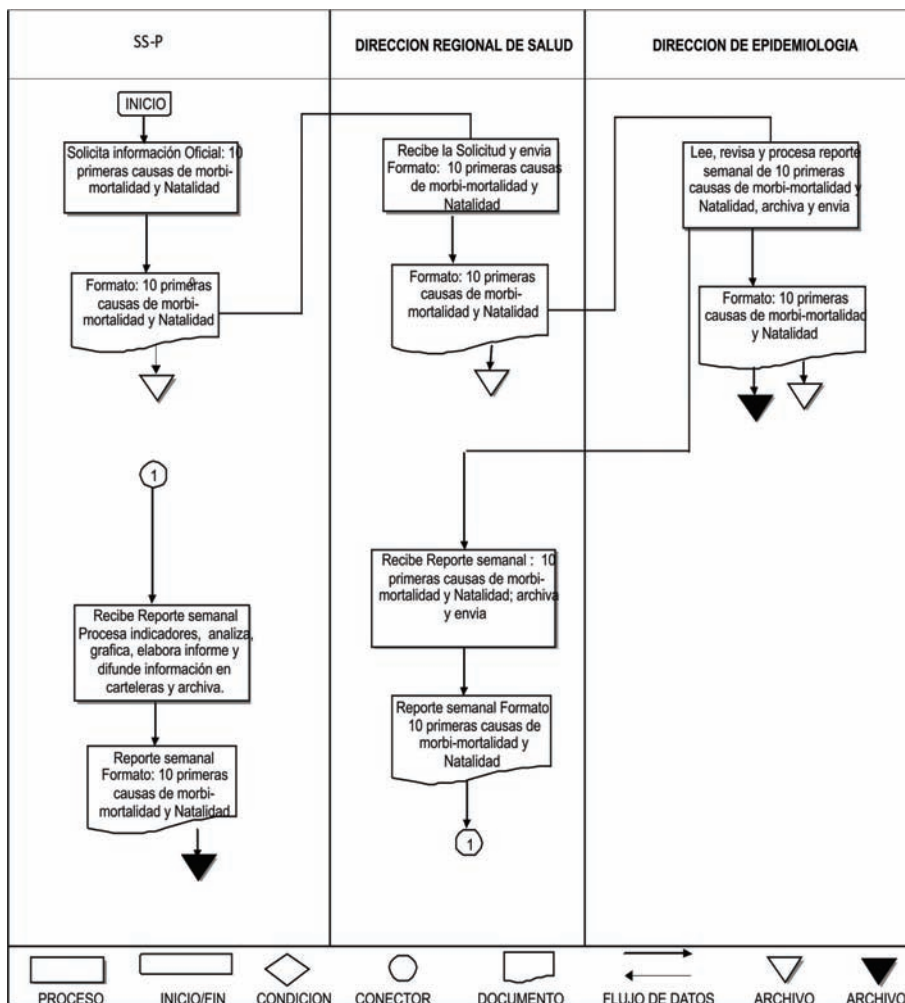 SS-P
DIRECCION REGIONAL DE SALUD
DIRECCION DE EPIDEMIOLOGIA
INICIO
Solicita información Oficial: 10
primeras causas de morbi-
mortalidad y Natalidad
Formato: 10 primeras
causas de morbi-
mortalidad y Natalidad
Recibe la Solicitud y envia
Formato: 10 primeras causas
de morbi-mortalidad y
Natalidad
Formato: 10 primeras
causas de morbi-
mortalidad y Natalidad
Lee, revisa y procesa reporte
semanal de 10 primeras
causas de morbi-mortalidad y
Natalidad, archiva y envia
Formato: 10 primeras
causas de morbi-mortalidad
y Natalidad
1
Recibe Reporte semanal
Procesa indicadores, analiza,
grafica, elabora informe y
difunde información en
carteleras y archiva.
Reporte semanal
Formato: 10 primeras
causas de morbi-
mortalidad y Natalidad
Recibe Reporte semanal : 10
primeras causas de morbi-
mortalidad y Natalidad; archiva
y envia
Reporte semanal Formato
10 primeras causas de
morbi-mortalidad y
Natalidad
1
PROCESO
INICIO/FIN
CONDICION
CONECTOR
DOCUMENTO
FLUJO DE DATOS
ARCHIVO
ARCHIVO